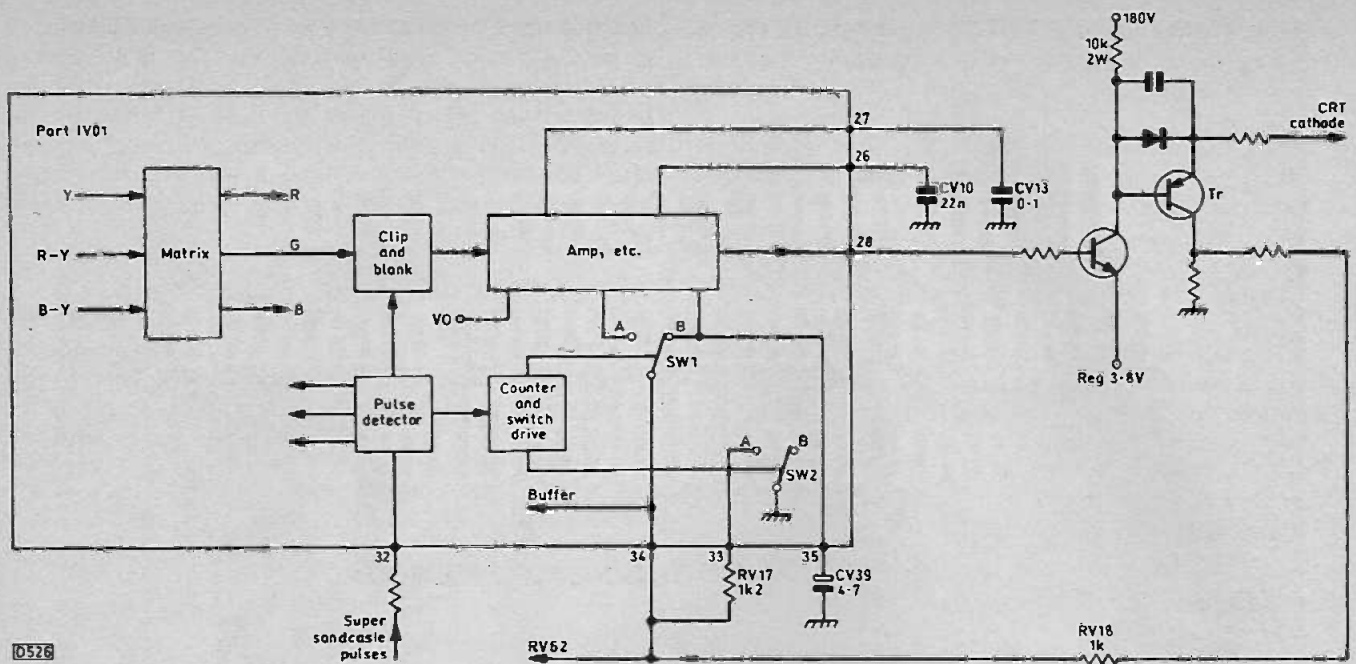 180V
10k
2W
CRT
cathode
Part IV01
27
26
CV10
22n
CV13
0·1
Tr
Y
R
R-Y
Matrix
G
Clip
and
blank
Amp, etc.
28
B-Y
B
V0
A
B
SW1
Reg 3·8V
Pulse
detector
Counter
and
switch
drive
A
B
SW2
Buffer
32
34
33
35
RV17
1k2
CV39
4·7
Super
sandcastle
pulses
RV62
RV18
1k
D526